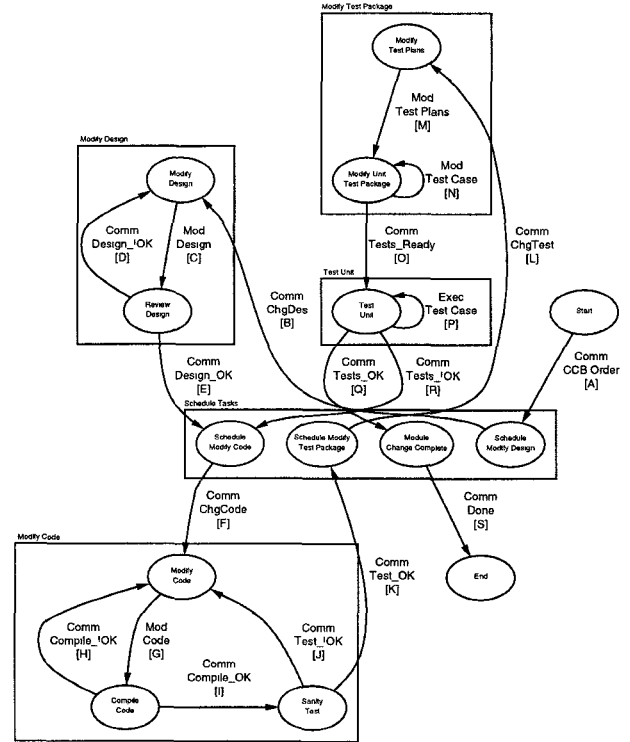 Modify Test Package
Modify
Test Plans
Mod
Test Plans
[M]
Modify Unit
Test Package
Mod
Test Case
[N]
Modify Design
Modify
Design
Comm
Design_!OK
[D]
Mod
Design
[C]
Review
Design
Comm
Tests_Ready
[O]
Comm
ChgTest
[L]
Comm
ChgDes
[B]
Test Unit
Test
Unit
Exec
Test Case
[P]
Start
Comm
Design_OK
[E]
Comm
Tests_OK
[Q]
Comm
Tests_!OK
[R]
Comm
CCB Order
[A]
Schedule Tasks
Schedule
Modify Code
Schedule Modify
Test Package
Module
Change Complete
Schedule
Modify Design
Comm
ChgCode
[F]
Comm
Done
[S]
Modify Code
Modify
Code
Comm
Test_OK
[K]
End
Comm
Compile_!OK
[H]
Mod
Code
[G]
Comm
Test_!OK
[J]
Comm
Compile_OK
[I]
Compile
Code
Sanity
Test